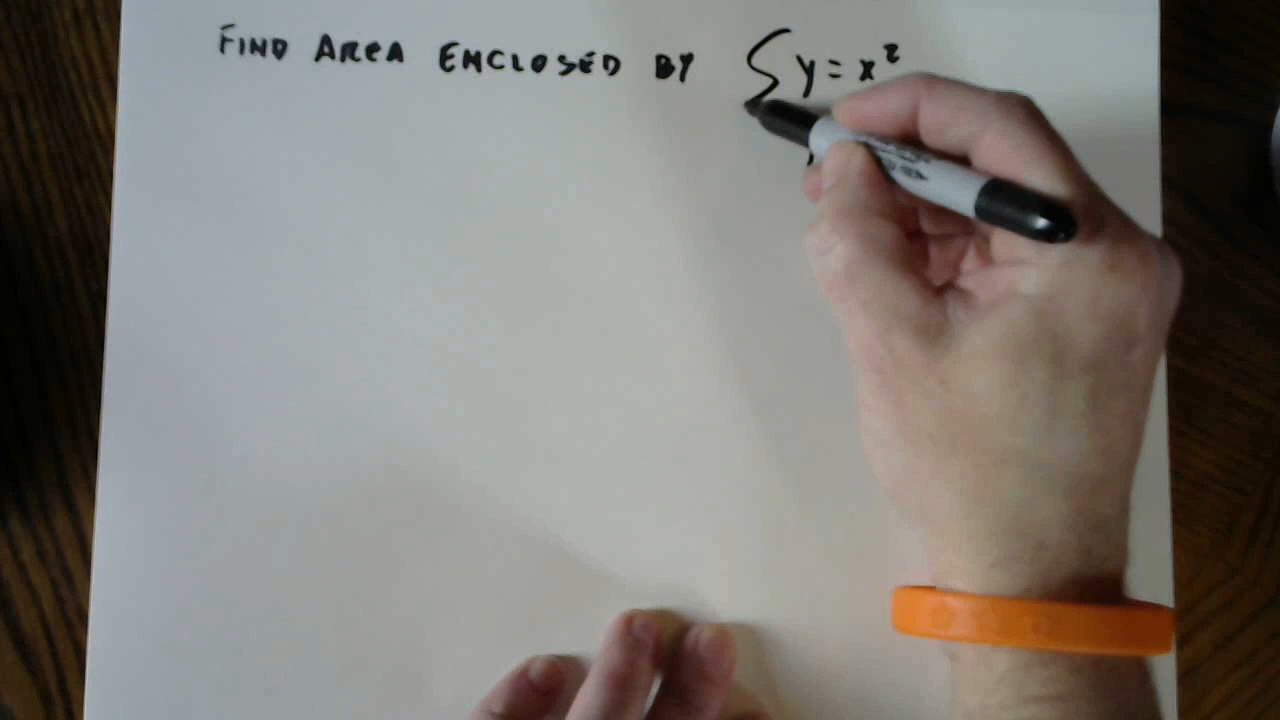 FIND AREA ENCLOSED BY { y = x²